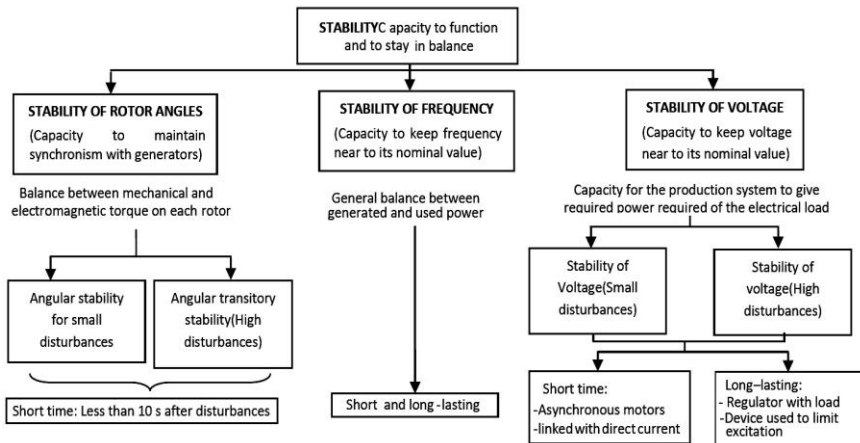 STABILITYC apacity to function
and to stay in balance
STABILITY OF ROTOR ANGLES
(Capacity to maintain
synchronism with generators)
STABILITY OF FREQUENCY
(Capacity to keep frequency
near to its nominal value)
STABILITY OF VOLTAGE
(Capacity to keep voltage
near to its nominal value)
Balance between mechanical and
electromagnetic torque on each rotor
General balance between
generated and used power
Capacity for the production system to give
required power required of the electrical load
Angular stability
for small
disturbances
Angular transitory
stability(High
disturbances)
Stability of
Voltage(Small
disturbances)
Stability of
voltage(High
disturbances)
Short time: Less than 10 s after disturbances
Short and long-lasting
Short time:
-Asynchronous motors
-linked with direct current
Long–lasting:
- Regulator with load
-Device used to limit
excitation